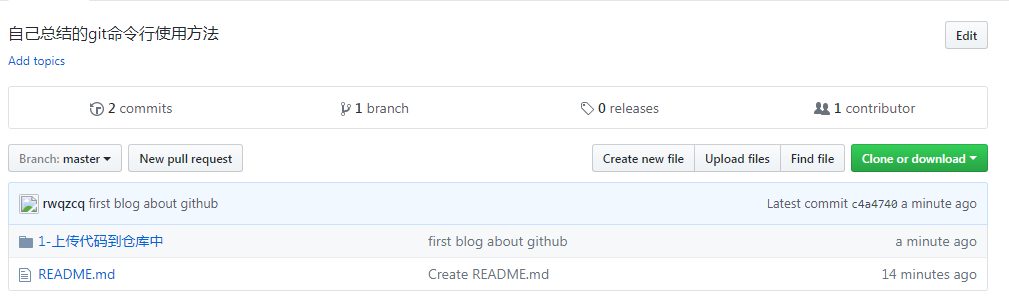 自己总结的git命令行使用方法
Edit
Add topics
2 commits 1 branch 0 releases 1 contributor
Branch: master New pull request Create new file Upload files Find file Clone or download
rwqzcq first blog about github Latest commit c4a4740 a minute ago
1-上传代码到仓库中 first blog about github a minute ago
README.md Create README.md 14 minutes ago